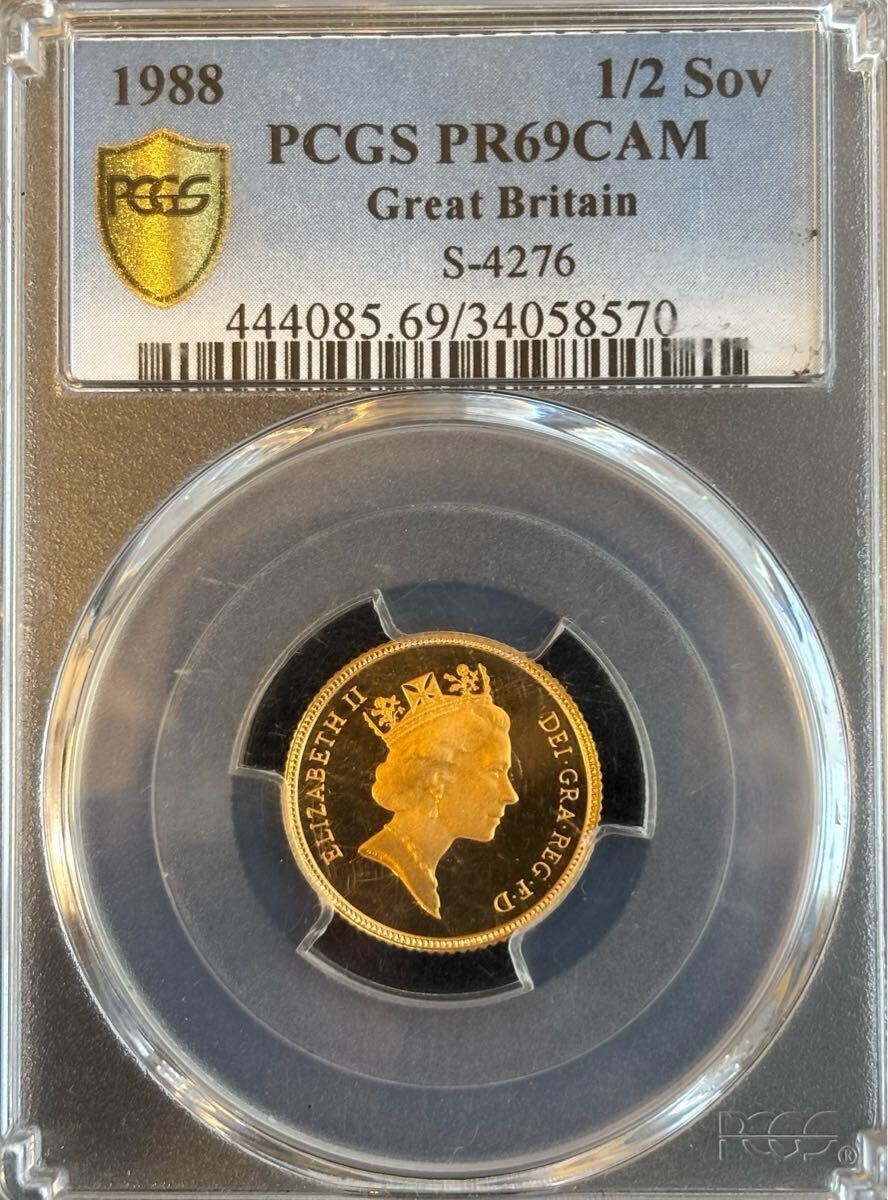 1988 1/2 Sov
PCGS PR69CAM
PCGS
Great Britain
S-4276
444085.69/34058570
ELIZABETH II DEI·GRA·REG·F·D
PCGS®